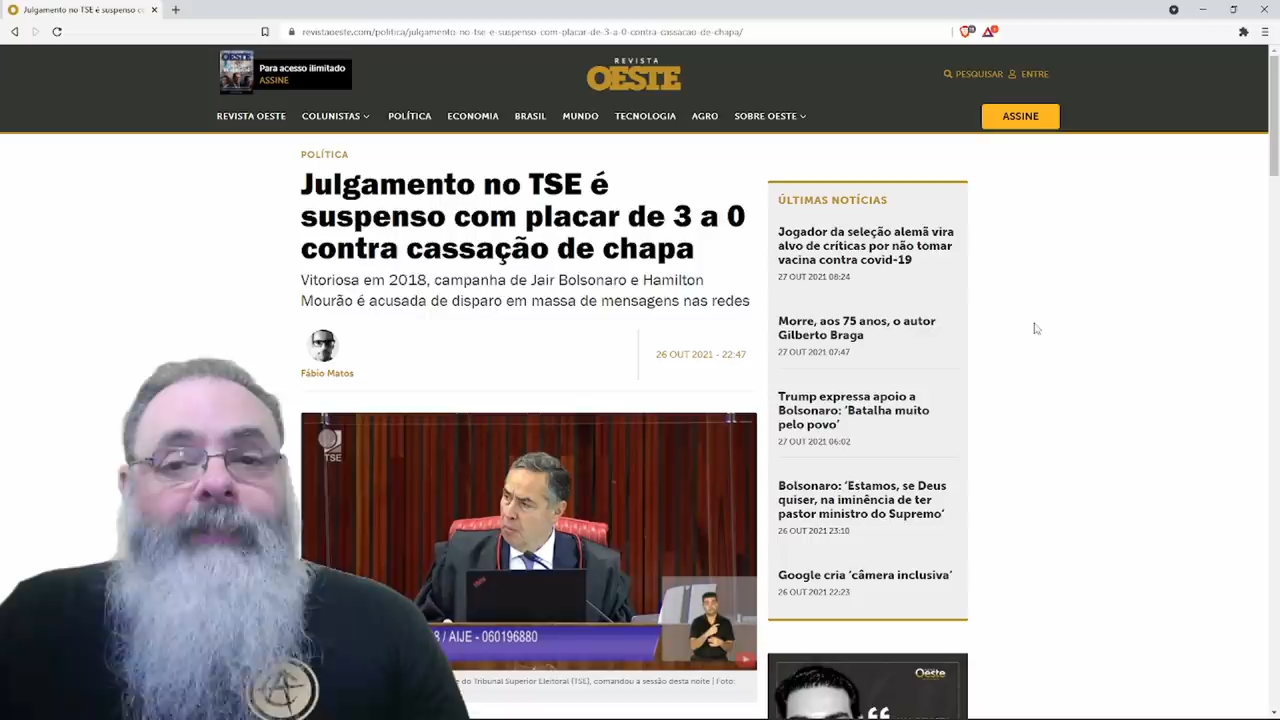 Julgamento no TSE é suspenso c
revistaoeste.com/politica/julgamento-no-tse-e-suspenso-com-placar-de-3-a-0-contra-cassacao-de-chapa/
OESTE
Para acesso ilimitado
ASSINE
REVISTA
OESTE
PESQUISAR
ENTRE
REVISTA OESTE
COLUNISTAS
POLÍTICA
ECONOMIA
BRASIL
MUNDO
TECNOLOGIA
AGRO
SOBRE OESTE
ASSINE
POLÍTICA
Julgamento no TSE é
suspenso com placar de 3 a 0
contra cassação de chapa
Vitoriosa em 2018, campanha de Jair Bolsonaro e Hamilton
Mourão é acusada de disparo em massa de mensagens nas redes
Fábio Matos
26 OUT 2021 - 22:47
TSE
8 / AIJE - 060196880
do Tribunal Superior Eleitoral (TSE), comandou a sessão desta noite | Foto:
ÚLTIMAS NOTÍCIAS
Jogador da seleção alemã vira
alvo de críticas por não tomar
vacina contra covid-19
27 OUT 2021 08:24
Morre, aos 75 anos, o autor
Gilberto Braga
27 OUT 2021 07:47
Trump expressa apoio a
Bolsonaro: ‘Batalha muito
pelo povo’
27 OUT 2021 06:02
Bolsonaro: ‘Estamos, se Deus
quiser, na iminência de ter
pastor ministro do Supremo’
26 OUT 2021 23:10
Google cria ‘câmera inclusiva’
26 OUT 2021 22:23
Oeste
“